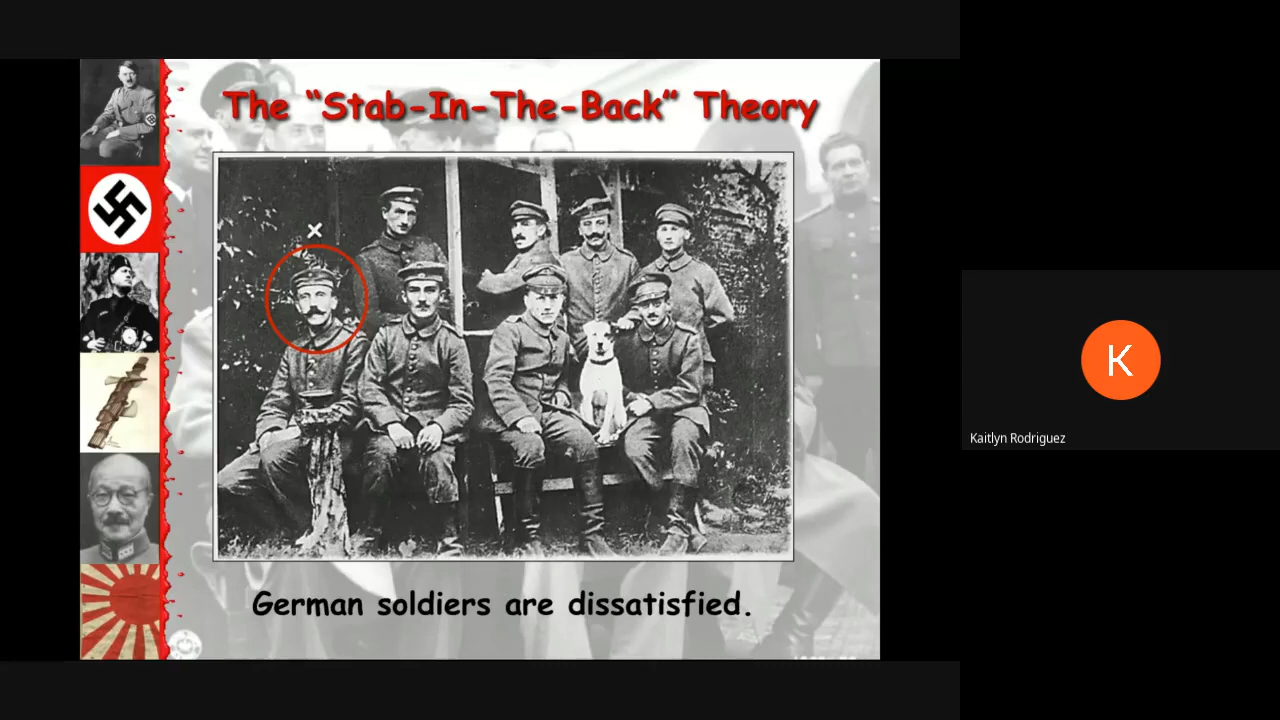 The “Stab-In-The-Back” Theory
German soldiers are dissatisfied.
K
Kaitlyn Rodriguez